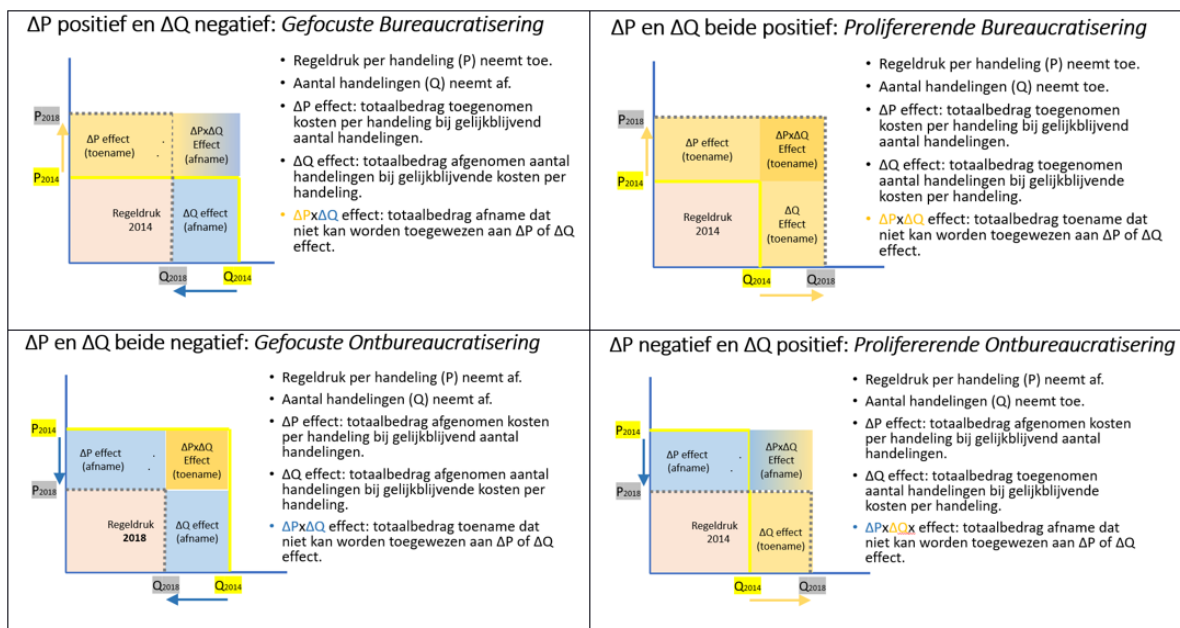 ΔP positief en ΔQ negatief: Gefocuste Bureaucratisering
P2018
P2014
ΔP effect
(toename)
ΔPxΔQ
Effect
(afname)
Regeldruk
2014
ΔQ effect
(afname)
Q2018
Q2014
• Regeldruk per handeling (P) neemt toe.
• Aantal handelingen (Q) neemt af.
• ΔP effect: totaalbedrag toegenomen
kosten per handeling bij gelijkblijvend
aantal handelingen.
• ΔQ effect: totaalbedrag afgenomen aantal
handelingen bij gelijkblijvende kosten per
handeling.
• ΔPxΔQ effect: totaalbedrag afname dat
niet kan worden toegewezen aan ΔP of ΔQ
effect.
ΔP en ΔQ beide positief: Prolifererende Bureaucratisering
P2018
P2014
ΔP effect
(toename)
ΔPxΔQ
Effect
(toename)
Regeldruk
2014
ΔQ
Effect
(toename)
Q2014
Q2018
• Regeldruk per handeling (P) neemt toe.
• Aantal handelingen (Q) neemt toe.
• ΔP effect: totaalbedrag toegenomen
kosten per handeling bij gelijkblijvend
aantal handelingen.
• ΔQ effect: totaalbedrag toegenomen
aantal handelingen bij gelijkblijvende
kosten per handeling.
• ΔPxΔQ effect: totaalbedrag toename dat
niet kan worden toegewezen aan ΔP of ΔQ
effect.
ΔP en ΔQ beide negatief: Gefocuste Ontbureaucratisering
P2014
P2018
ΔP effect
(afname)
ΔPxΔQ
Effect
(toename)
Regeldruk
2018
ΔQ effect
(afname)
Q2018
Q2014
• Regeldruk per handeling (P) neemt af.
• Aantal handelingen (Q) neemt af.
• ΔP effect: totaalbedrag afgenomen kosten
per handeling bij gelijkblijvend aantal
handelingen.
• ΔQ effect: totaalbedrag afgenomen aantal
handelingen bij gelijkblijvende kosten per
handeling.
• ΔPxΔQ effect: totaalbedrag toename dat
niet kan worden toegewezen aan ΔP of ΔQ
effect.
ΔP negatief en ΔQ positief: Prolifererende Ontbureaucratisering
P2014
P2018
ΔP effect
(afname)
ΔPxΔQ
Effect
(afname)
Regeldruk
2014
ΔQ effect
(toename)
Q2014
Q2018
• Regeldruk per handeling (P) neemt af.
• Aantal handelingen (Q) neemt toe.
• ΔP effect: totaalbedrag afgenomen kosten
per handeling bij gelijkblijvend aantal
handelingen.
• ΔQ effect: totaalbedrag toegenomen
aantal handelingen bij gelijkblijvende
kosten per handeling.
• ΔPxΔQx effect: totaalbedrag afname dat
niet kan worden toegewezen aan ΔP of ΔQ
effect.